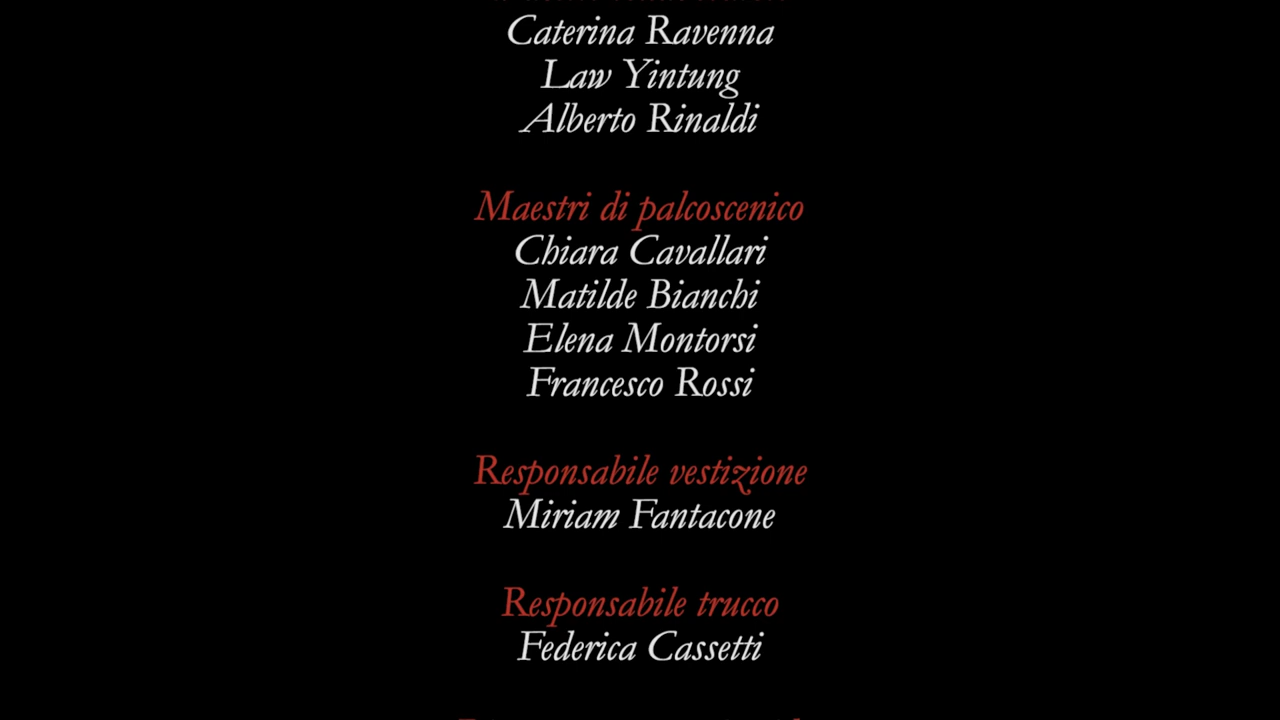 Caterina Ravenna
Law Yintung
Alberto Rinaldi
Maestri di palcoscenico
Chiara Cavallari
Matilde Bianchi
Elena Montorsi
Francesco Rossi
Responsabile vestizione
Miriam Fantacone
Responsabile trucco
Federica Cassetti